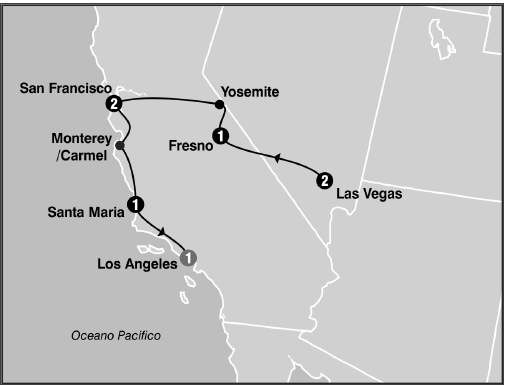 San Francisco
2
Yosemite
Monterey
/Carmel
Fresno
1
2
Las Vegas
Santa Maria
1
Los Angeles
1
Oceano Pacifico